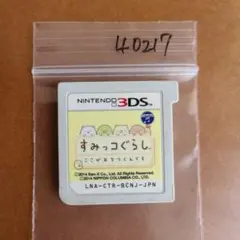 40217
NINTENDO 3DS™
すみっコぐらし
ここがおちつくんです
©2014 San-X Co., Ltd. All Rights Reserved.
©2014 NIPPON COLUMBIA CO., LTD.
LNA-CTR-BCNJ-JPN